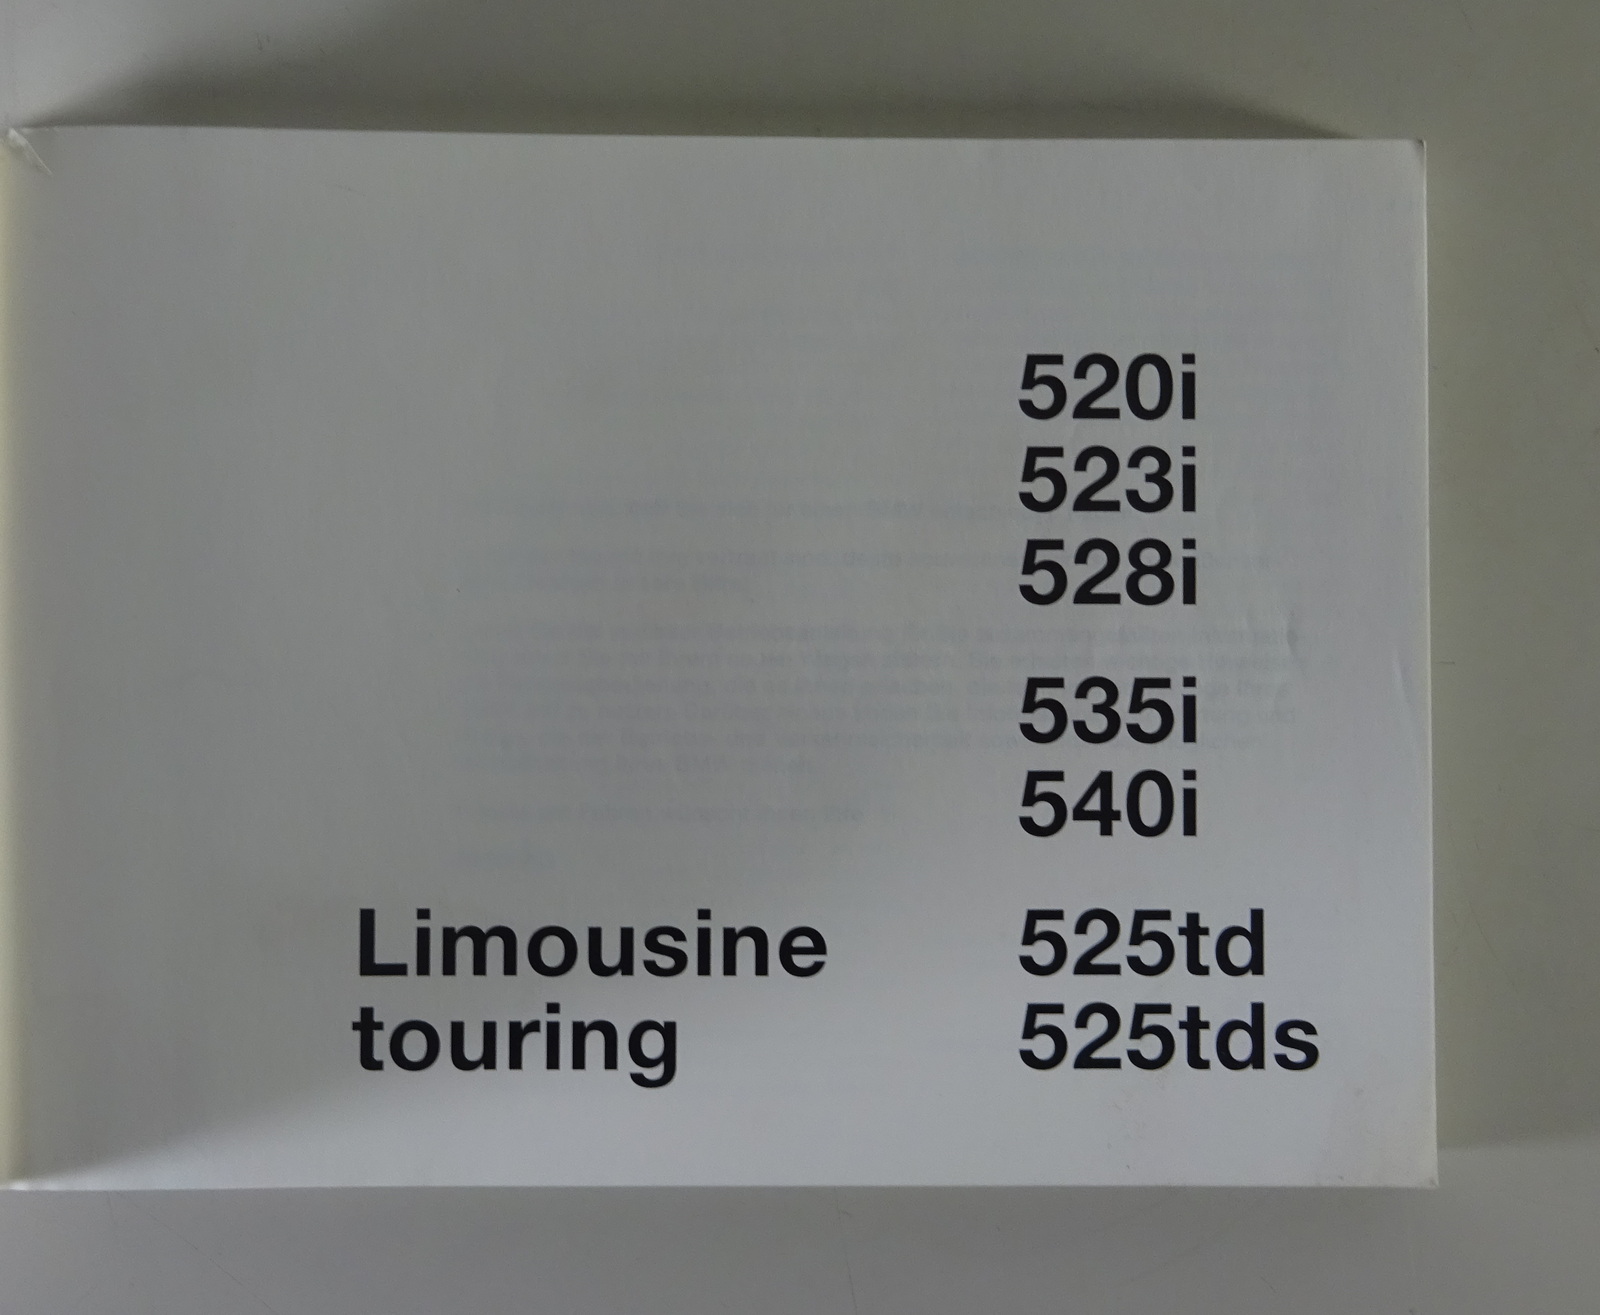 520i
523i
528i
535i
540i
Limousine 525td
touring 525tds